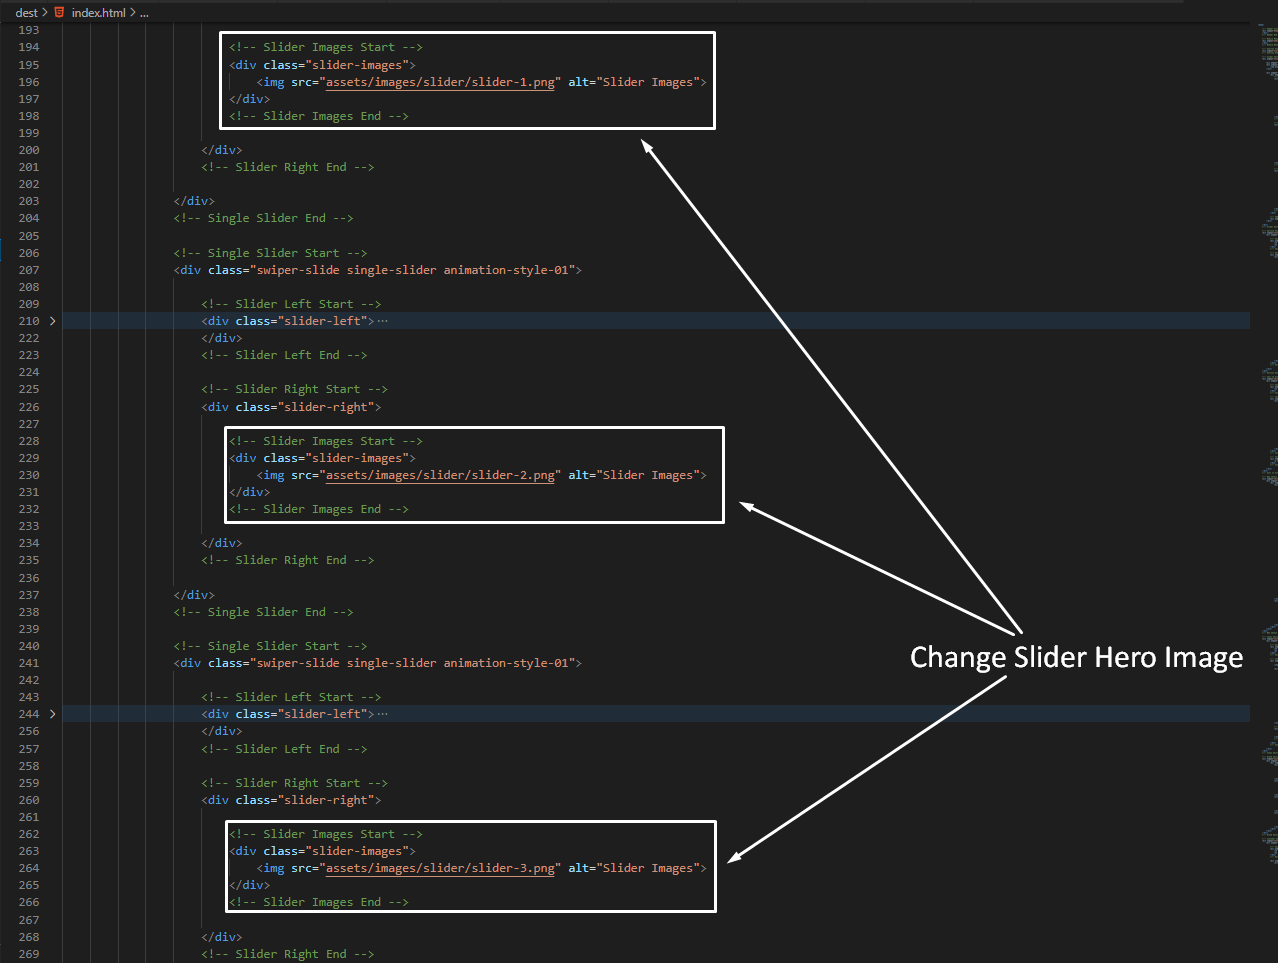 dest > index.html > ...
193
194 <!-- Slider Images Start -->
195 <div class="slider-images">
196 <img src="assets/images/slider/slider-1.png" alt="Slider Images">
197 </div>
198 <!-- Slider Images End -->
199
200 </div>
201 <!-- Slider Right End -->
202
203 </div>
204 <!-- Single Slider End -->
205
206 <!-- Single Slider Start -->
207 <div class="swiper-slide single-slider animation-style-01">
208
209 <!-- Slider Left Start -->
210 > <div class="slider-left">···
222 </div>
223 <!-- Slider Left End -->
224
225 <!-- Slider Right Start -->
226 <div class="slider-right">
227
228 <!-- Slider Images Start -->
229 <div class="slider-images">
230 <img src="assets/images/slider/slider-2.png" alt="Slider Images">
231 </div>
232 <!-- Slider Images End -->
233
234 </div>
235 <!-- Slider Right End -->
236
237 </div>
238 <!-- Single Slider End -->
239
240 <!-- Single Slider Start -->
241 <div class="swiper-slide single-slider animation-style-01">
Change Slider Hero Image
242
243 <!-- Slider Left Start -->
244 > <div class="slider-left">···
256 </div>
257 <!-- Slider Left End -->
258
259 <!-- Slider Right Start -->
260 <div class="slider-right">
261
262 <!-- Slider Images Start -->
263 <div class="slider-images">
264 <img src="assets/images/slider/slider-3.png" alt="Slider Images">
265 </div>
266 <!-- Slider Images End -->
267
268 </div>
269 <!-- Slider Right End -->